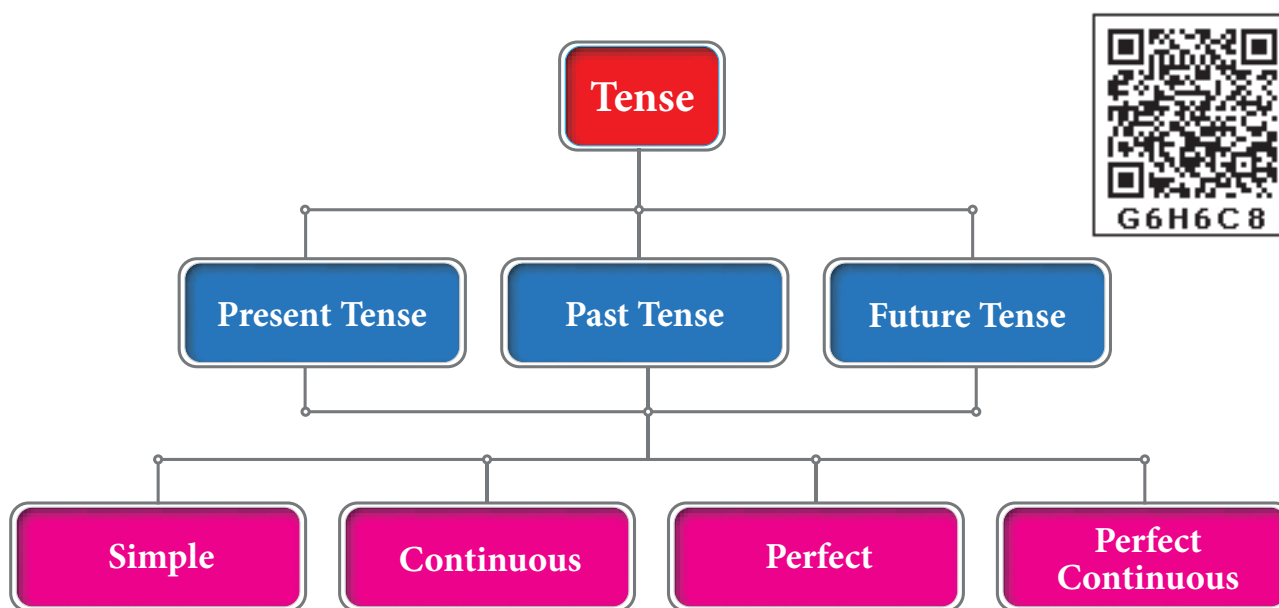 Tense
G6H6C8
Present Tense
Past Tense
Future Tense
Simple
Continuous
Perfect
Perfect
Continuous